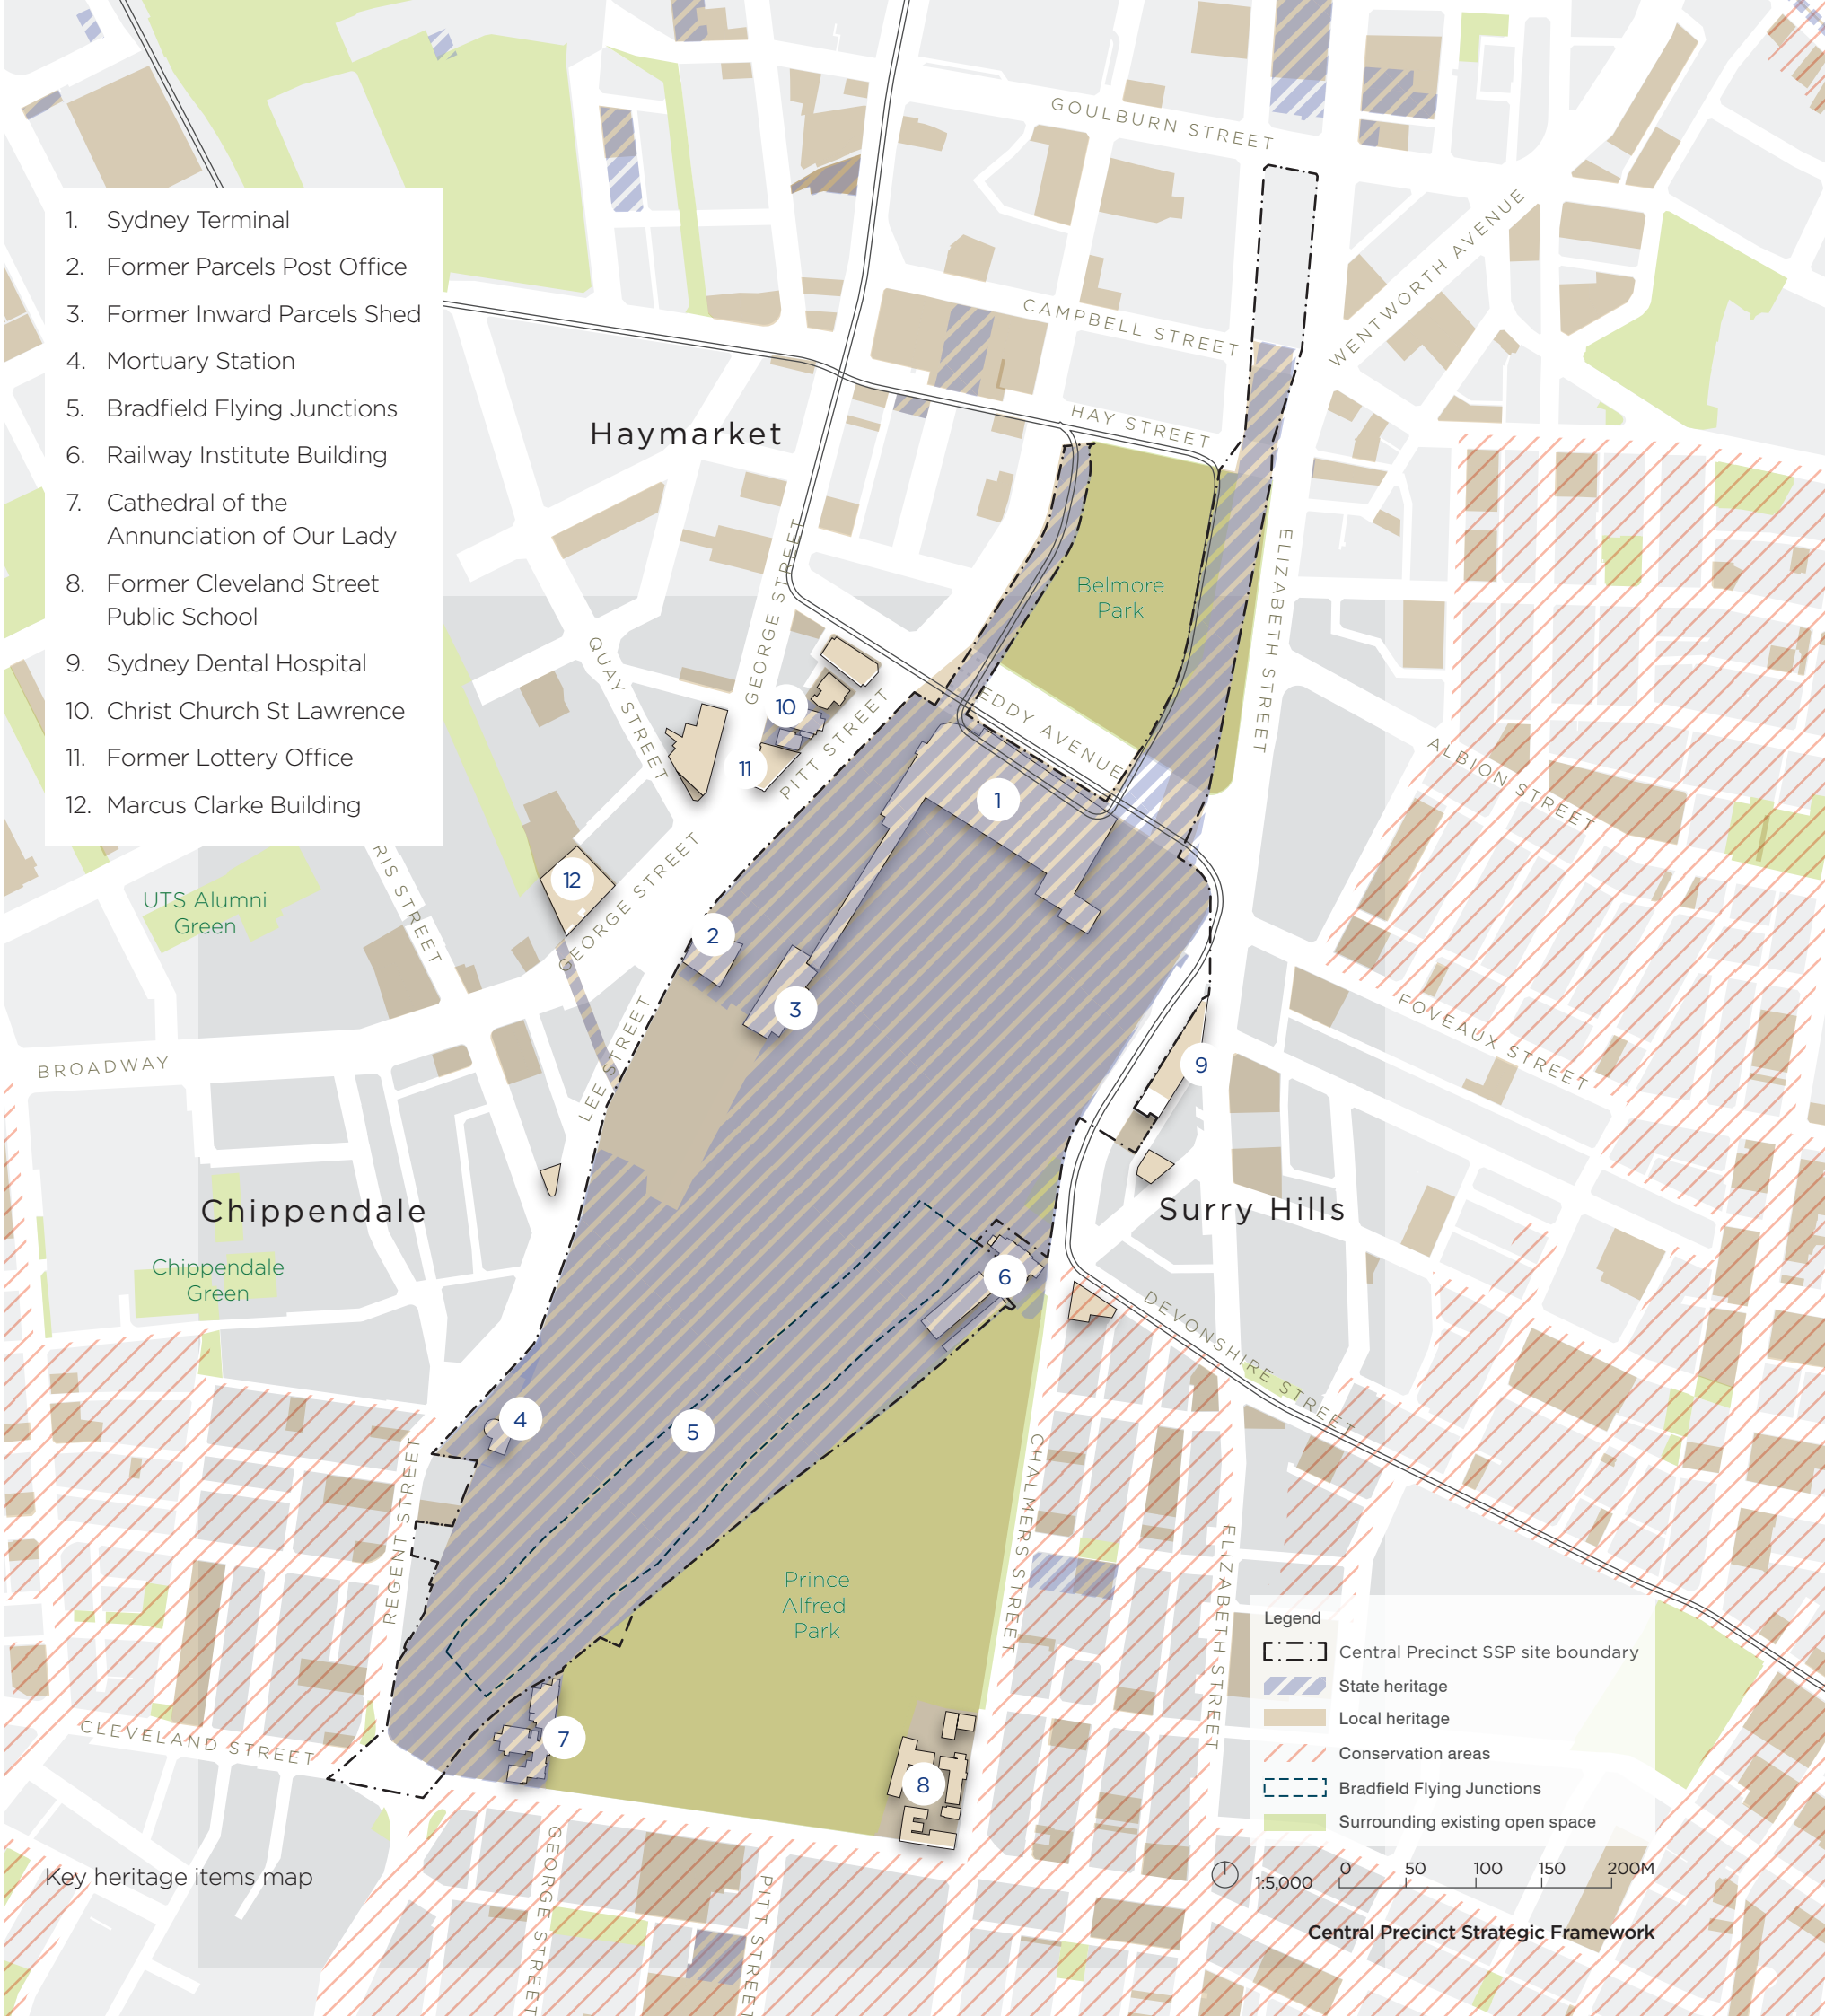 GOULBURN STREET
WENTWORTH AVENUE
CAMPBELL STREET
HAY STREET
1. Sydney Terminal
2. Former Parcels Post Office
3. Former Inward Parcels Shed
4. Mortuary Station
5. Bradfield Flying Junctions
6. Railway Institute Building
7. Cathedral of the
Annunciation of Our Lady
8. Former Cleveland Street
Public School
9. Sydney Dental Hospital
10. Christ Church St Lawrence
11. Former Lottery Office
12. Marcus Clarke Building
Haymarket
Belmore
Park
ELIZABETH STREET
GEORGE STREET
QUAY STREET
PITT STREET
EDDY AVENUE
10
11
1
ALBION STREET
GEORGE STREET
12
UTS Alumni
Green
RIS STREET
2
3
LEE STREET
FOVEAUX STREET
9
BROADWAY
Chippendale
Surry Hills
Chippendale
Green
6
DEVONSHIRE STREET
4
5
REGENT STREET
CHALMERS STREET
ELIZABETH STREET
Prince
Alfred
Park
CLEVELAND STREET
7
8
GEORGE STREET
PITT STREET
Legend
Central Precinct SSP site boundary
State heritage
Local heritage
Conservation areas
Bradfield Flying Junctions
Surrounding existing open space
1:5,000
0 50 100 150 200M
Key heritage items map
Central Precinct Strategic Framework